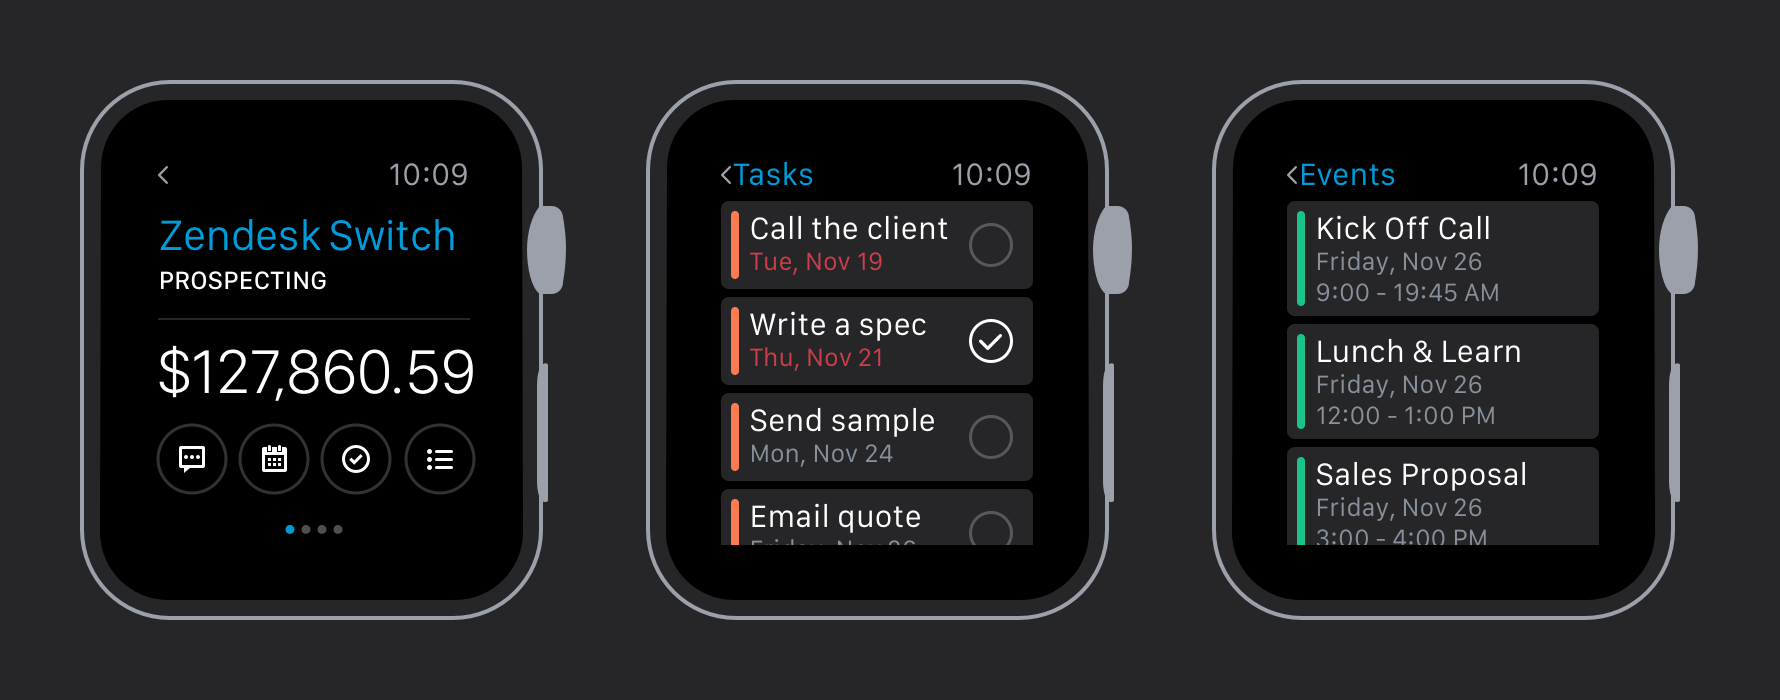 10:09
Zendesk Switch
PROSPECTING
$127,860.59
Tasks 10:09
Call the client
Tue, Nov 19
Write a spec
Thu, Nov 21
Send sample
Mon, Nov 24
Email quote
Friday, Nov 26
Events 10:09
Kick Off Call
Friday, Nov 26
9:00 - 19:45 AM
Lunch & Learn
Friday, Nov 26
12:00 - 1:00 PM
Sales Proposal
Friday, Nov 26
3:00 - 4:00 PM